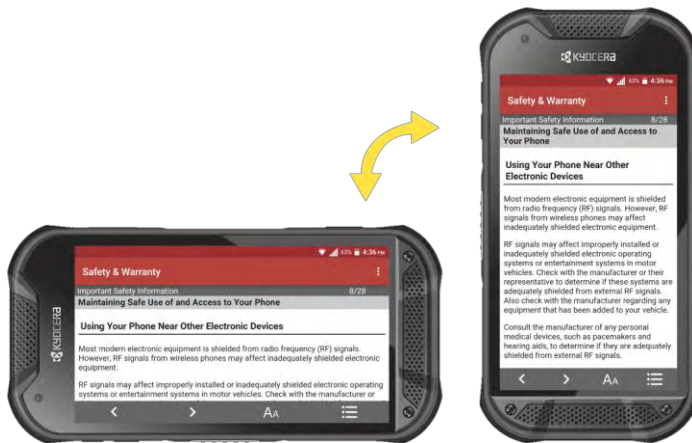 KYOCERA
63% 4:36 PM
Safety & Warranty
Important Safety Information 8/28
Maintaining Safe Use of and Access to
Your Phone
Using Your Phone Near Other
Electronic Devices
Most modern electronic equipment is shielded
from radio frequency (RF) signals. However, RF
signals from wireless phones may affect
inadequately shielded electronic equipment.
RF signals may affect improperly installed or
inadequately shielded electronic operating
systems or entertainment systems in motor
vehicles. Check with the manufacturer or their
representative to determine if these systems are
adequately shielded from external RF signals.
Also check with the manufacturer regarding any
equipment that has been added to your vehicle.
Consult the manufacturer of any personal
medical devices, such as pacemakers and
hearing aids, to determine if they are adequately
shielded from external RF signals.
< > AA
KYOCERA
63% 4:36 PM
Safety & Warranty
Important Safety Information 8/28
Maintaining Safe Use of and Access to Your Phone
Using Your Phone Near Other Electronic Devices
Most modern electronic equipment is shielded from radio frequency (RF) signals.
However, RF signals from wireless phones may affect inadequately shielded electronic
equipment.
RF signals may affect improperly installed or inadequately shielded electronic operating
systems or entertainment systems in motor vehicles. Check with the manufacturer or
< > AA